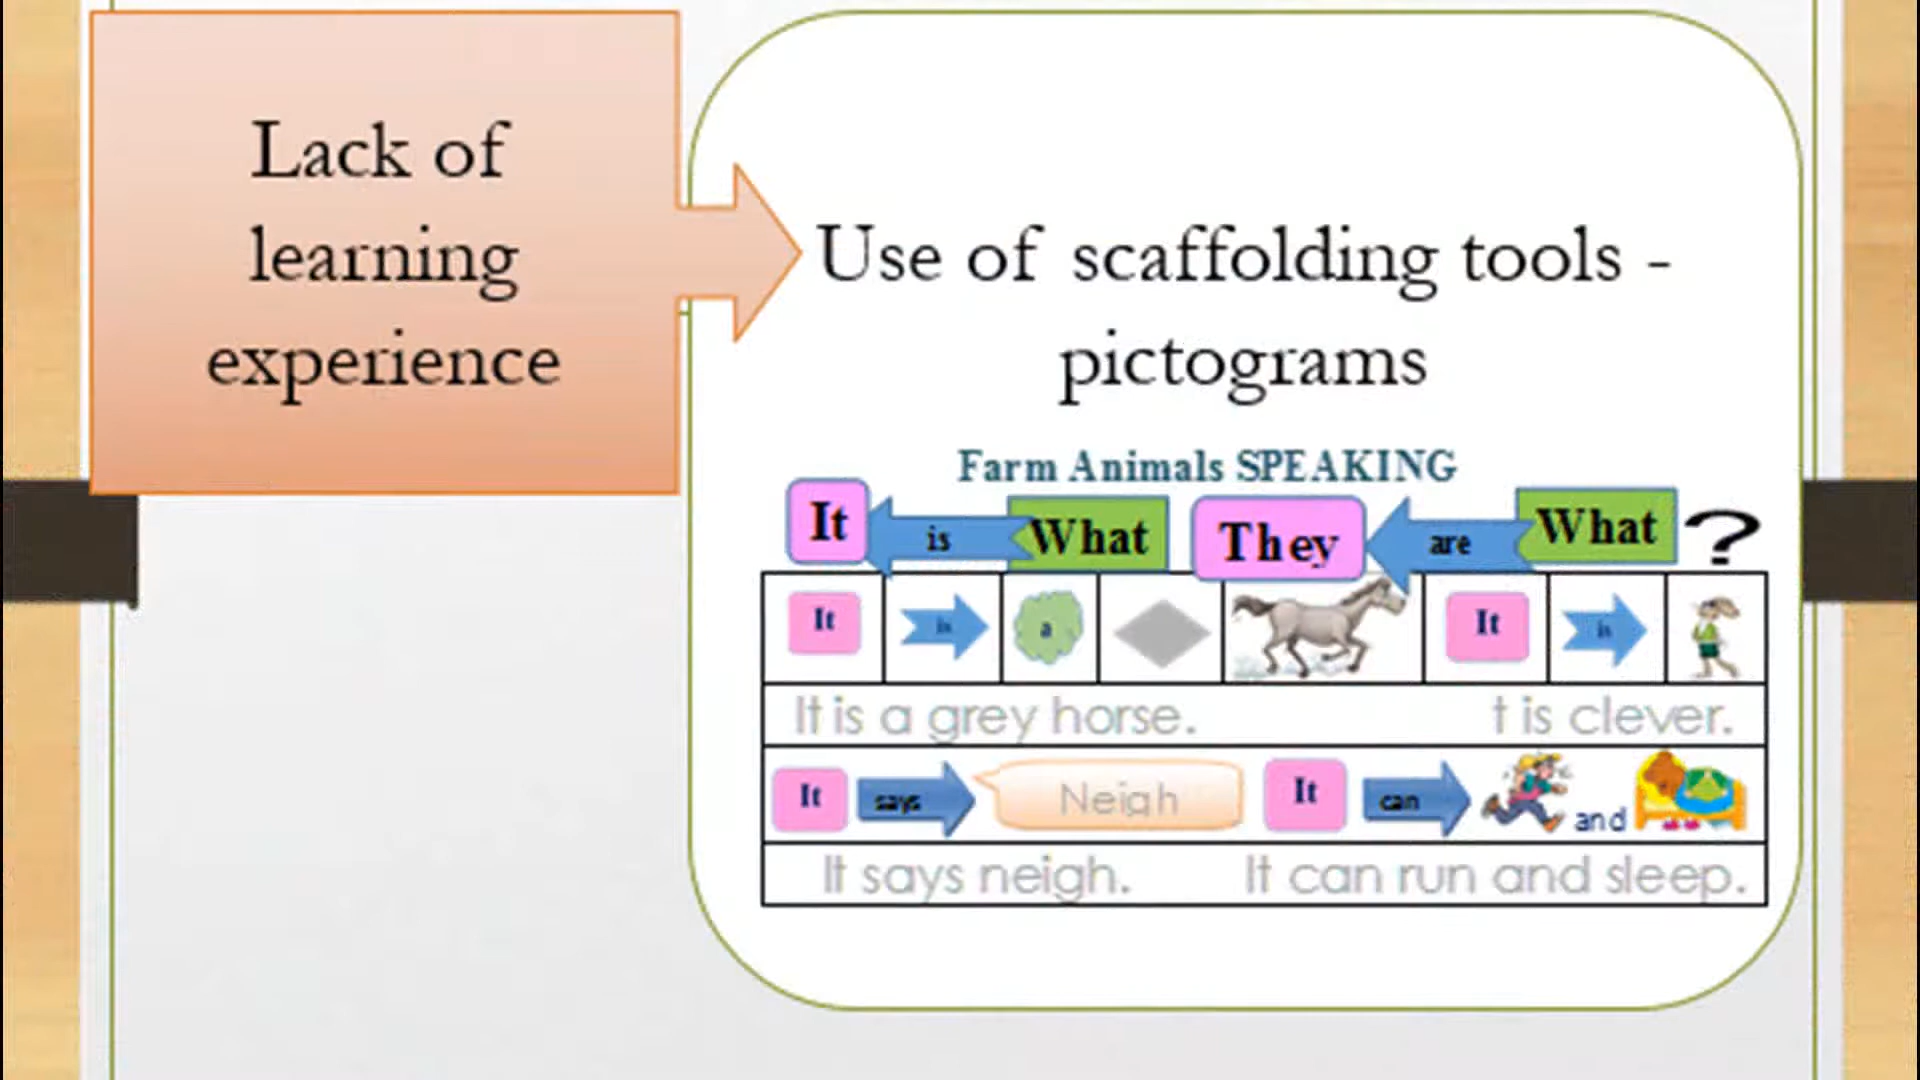 Lack of
learning
experience
Use of scaffolding tools -
pictograms
Farm Animals SPEAKING
It is What They are What ?
It is a It is
It is a grey horse. t is clever.
It says Neigh It can and
It says neigh. It can run and sleep.